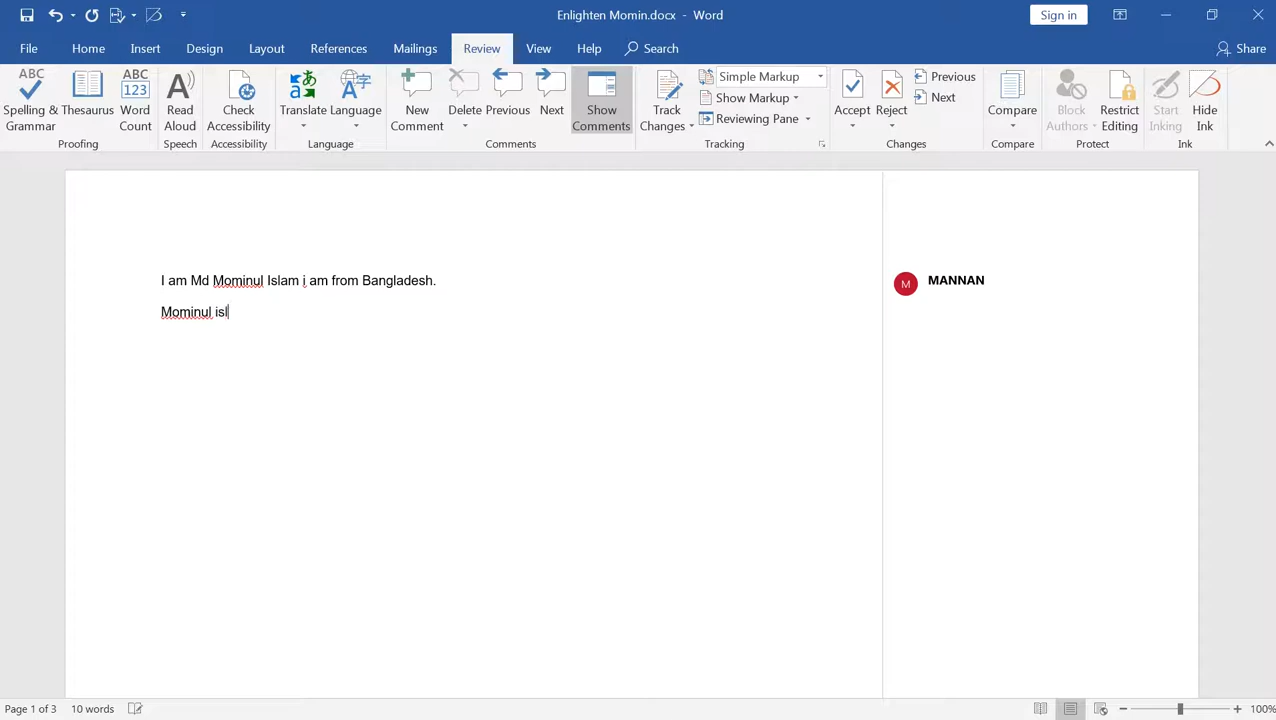 Enlighten Momin.docx - Word
Sign in
File Home Insert Design Layout References Mailings Review View Help Search Share
ABC Spelling & Grammar
Thesaurus
ABC 123 Word Count
Proofing
Read Aloud
Speech
Check Accessibility
Accessibility
Translate
Language
Language
New Comment
Delete
Previous
Next
Show Comments
Comments
Track Changes
Simple Markup
Show Markup
Reviewing Pane
Tracking
Accept
Reject
Previous
Next
Changes
Compare
Compare
Block Authors
Restrict Editing
Protect
Start Inking
Hide Ink
Ink
I am Md Mominul Islam i am from Bangladesh.
M MANNAN
Mominul isl
Page 1 of 3 10 words 100%